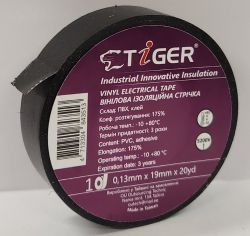 TIGER
Industrial Innovative Insulation
VINYL ELECTRICAL TAPE
ВІНІЛОВА ІЗОЛЯЦІЙНА СТРІЧКА
Склад: ПВХ, клей
Коеф. розтягування: 175%
Робоча темп.: -10 +80°C
Термін придатності: 3 роки
Content: PVC, adhesive
Elongation: 175%
Operating temp.: -10 +80 °C
Expiration date: 3 years
10 0,13mm x 19mm x 20yd
Made in Taiwan